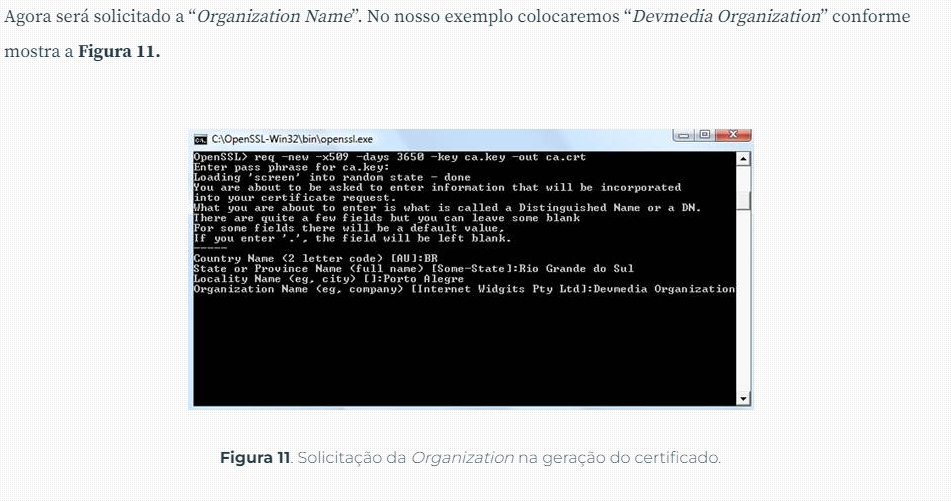 Agora será solicitado a “Organization Name”. No nosso exemplo colocaremos “Devmedia Organization” conforme
mostra a Figura 11.
C:\OpenSSL-Win32\bin\openssl.exe
OpenSSL> req -new -x509 -days 3650 -key ca.key -out ca.crt
Enter pass phrase for ca.key:
Loading 'screen' into random state - done
You are about to be asked to enter information that will be incorporated
into your certificate request.
What you are about to enter is what is called a Distinguished Name or a DN.
There are quite a few fields but you can leave some blank
For some fields there will be a default value,
If you enter '.', the field will be left blank.
-----
Country Name (2 letter code) [AU]:BR
State or Province Name (full name) [Some-State]:Rio Grande do Sul
Locality Name (eg, city) []:Porto Alegre
Organization Name (eg, company) [Internet Widgits Pty Ltd]:Devmedia Organization
Figura 11. Solicitação da Organization na geração do certificado.